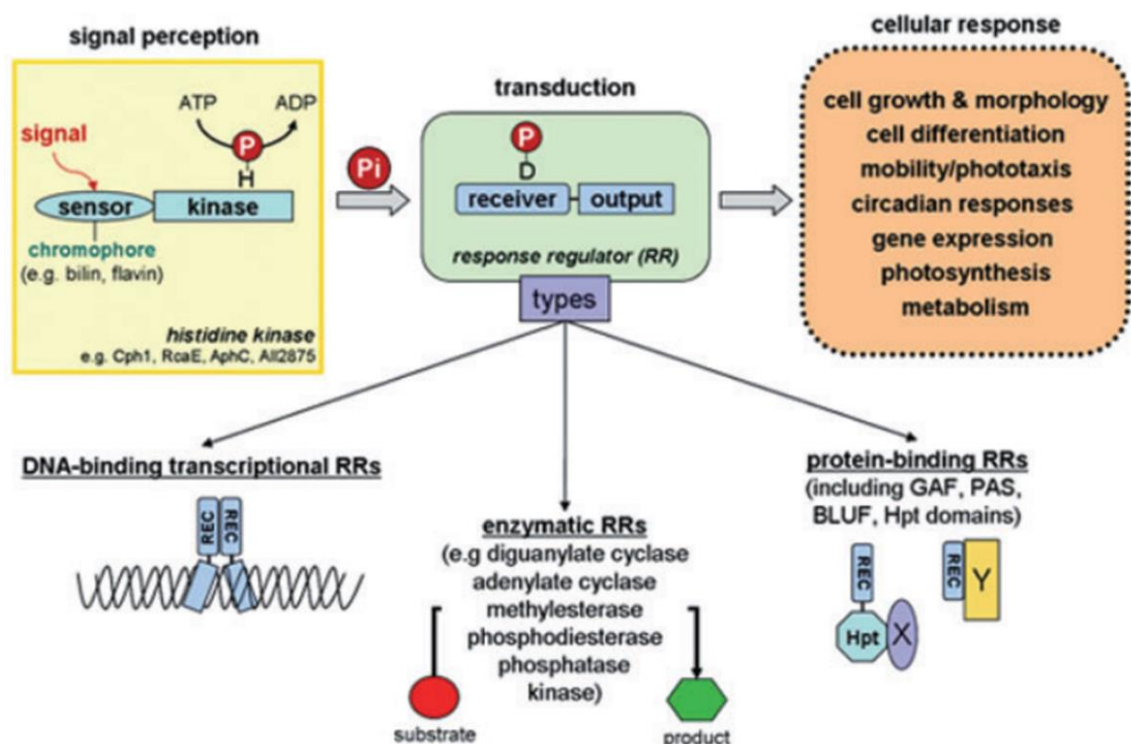 signal perception
ATP
ADP
signal
P
H
sensor
kinase
chromophore
(e.g. bilin, flavin)
histidine kinase
e.g. Cph1, RcaE, AphC, All2875
Pi
transduction
P
D
receiver
output
response regulator (RR)
types
cellular response
cell growth & morphology
cell differentiation
mobility/phototaxis
circadian responses
gene expression
photosynthesis
metabolism
DNA-binding transcriptional RRs
REC
REC
enzymatic RRs
(e.g diguanylate cyclase
adenylate cyclase
methylesterase
phosphodiesterase
phosphatase
kinase)
substrate
product
protein-binding RRs
(including GAF, PAS,
BLUF, Hpt domains)
REC
Hpt
X
REC
Y